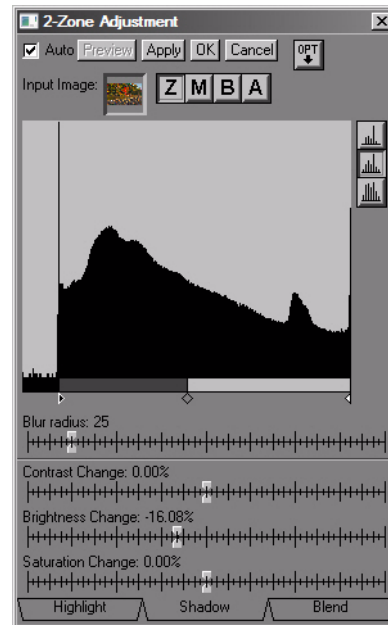 2-Zone Adjustment
Auto Preview Apply OK Cancel OPT
Input Image: Z M B A
Blur radius: 25
Contrast Change: 0.00%
Brightness Change: -16.08%
Saturation Change: 0.00%
Highlight Shadow Blend